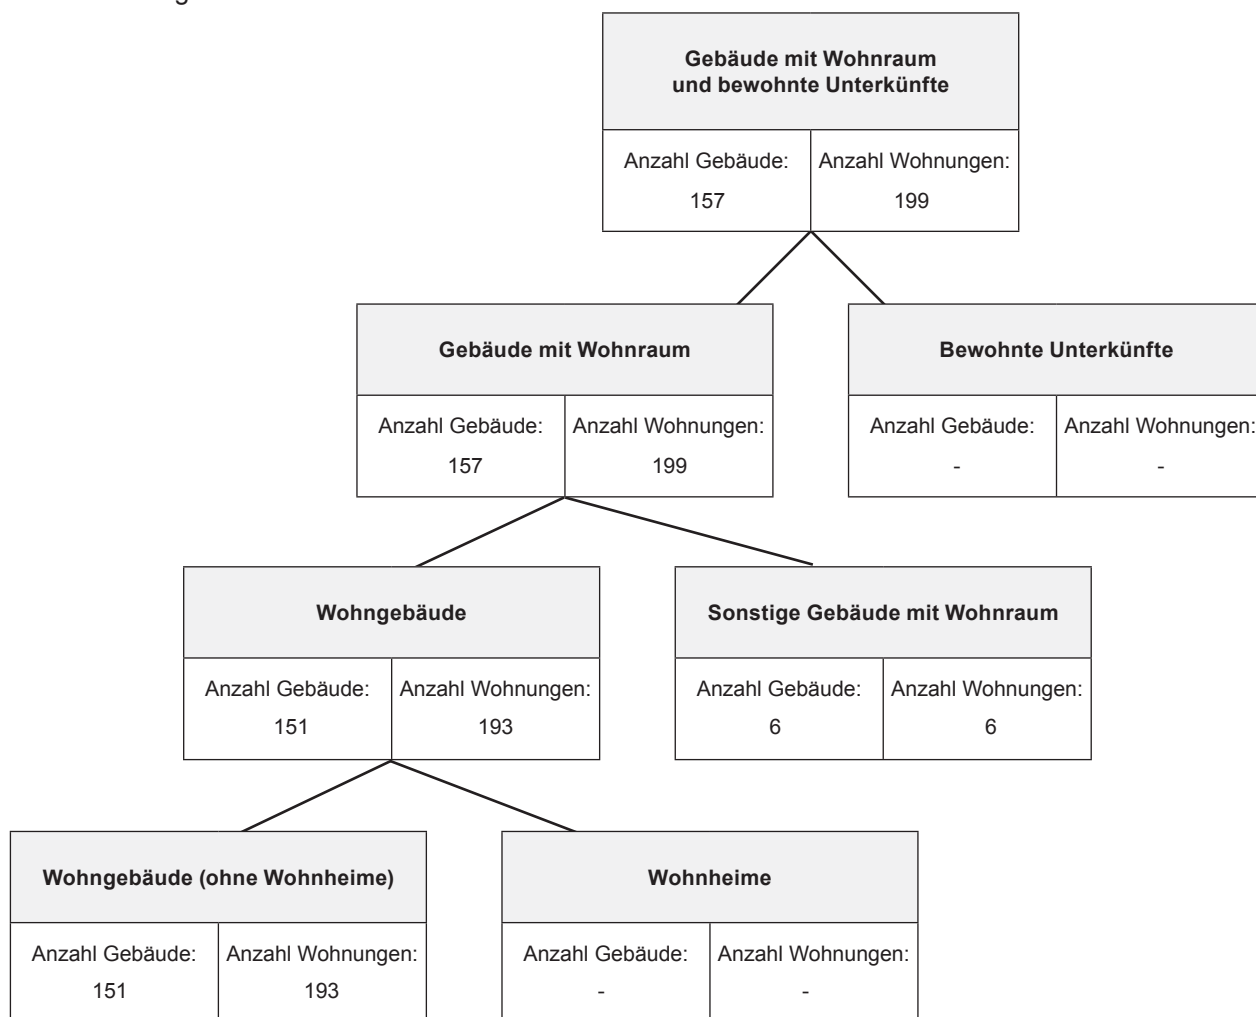 Gebäude mit Wohnraum
und bewohnte Unterkünfte
Anzahl Gebäude: Anzahl Wohnungen:
157 199
Gebäude mit Wohnraum Bewohnte Unterkünfte
Anzahl Gebäude: Anzahl Wohnungen: Anzahl Gebäude: Anzahl Wohnungen:
157 199 - -
Wohngebäude Sonstige Gebäude mit Wohnraum
Anzahl Gebäude: Anzahl Wohnungen: Anzahl Gebäude: Anzahl Wohnungen:
151 193 6 6
Wohngebäude (ohne Wohnheime) Wohnheime
Anzahl Gebäude: Anzahl Wohnungen: Anzahl Gebäude: Anzahl Wohnungen:
151 193 - -